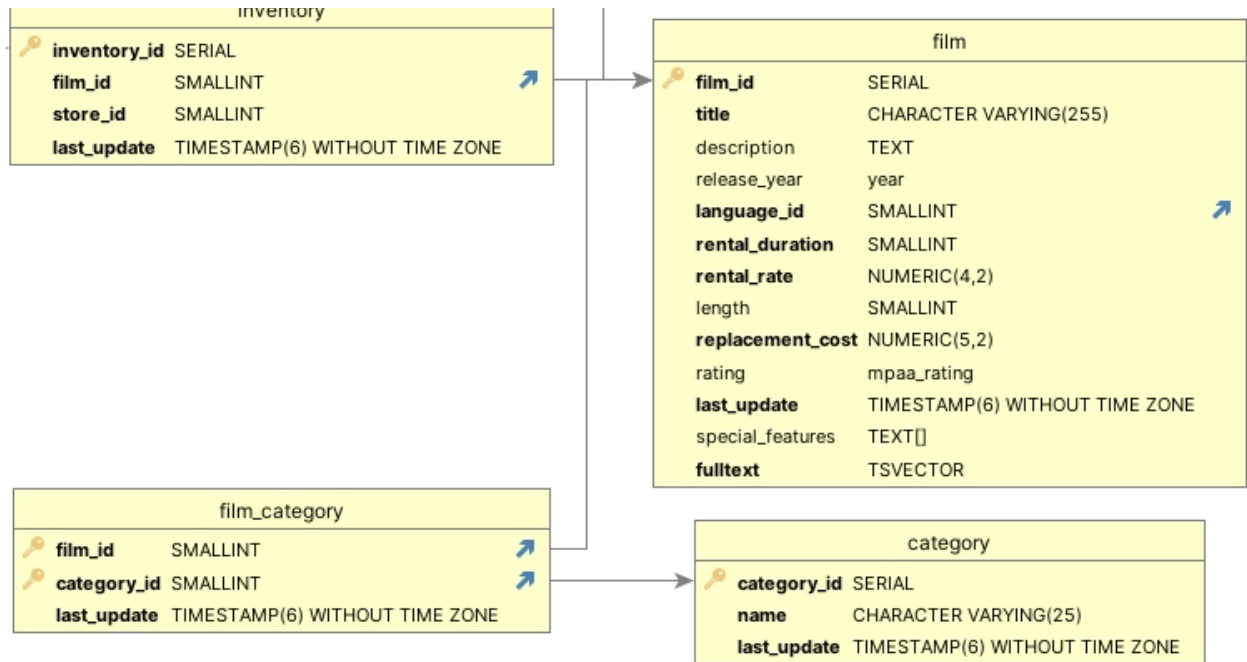 inventory
inventory_id SERIAL
film_id SMALLINT
store_id SMALLINT
last_update TIMESTAMP(6) WITHOUT TIME ZONE
film
film_id SERIAL
title CHARACTER VARYING(255)
description TEXT
release_year year
language_id SMALLINT
rental_duration SMALLINT
rental_rate NUMERIC(4,2)
length SMALLINT
replacement_cost NUMERIC(5,2)
rating mpaa_rating
last_update TIMESTAMP(6) WITHOUT TIME ZONE
special_features TEXT[]
fulltext TSVECTOR
film_category
film_id SMALLINT
category_id SMALLINT
last_update TIMESTAMP(6) WITHOUT TIME ZONE
category
category_id SERIAL
name CHARACTER VARYING(25)
last_update TIMESTAMP(6) WITHOUT TIME ZONE